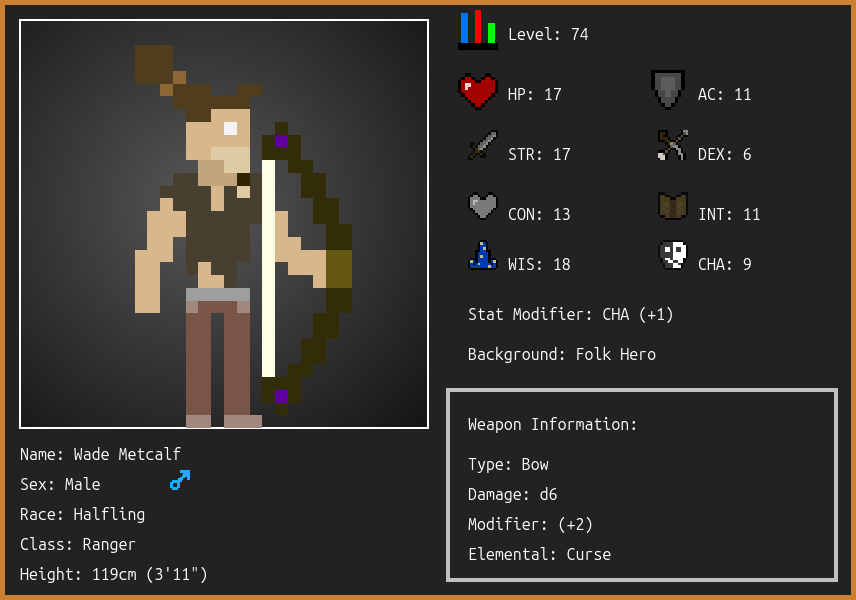 Level: 74
HP: 17
AC: 11
STR: 17
DEX: 6
CON: 13
INT: 11
WIS: 18
CHA: 9
Stat Modifier: CHA (+1)
Background: Folk Hero
Weapon Information:
Type: Bow
Damage: d6
Modifier: (+2)
Elemental: Curse
Name: Wade Metcalf
Sex: Male
Race: Halfling
Class: Ranger
Height: 119cm (3'11")